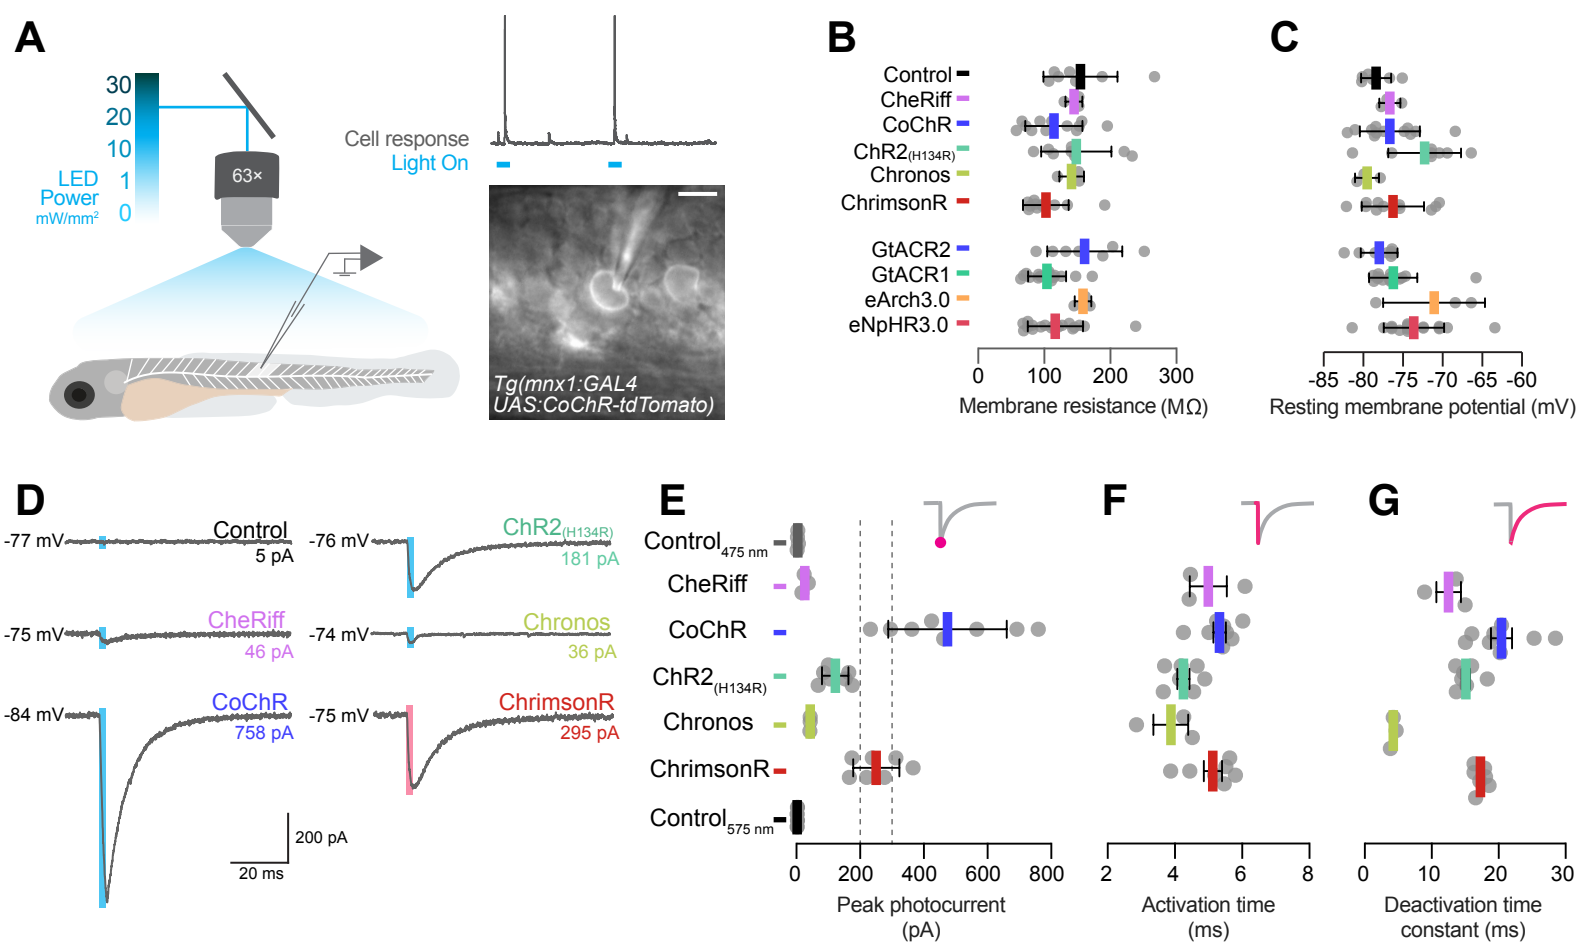 A
30
20
10
1
0
LED
Power
mW/mm²
63×
Cell response
Light On
Tg(mnx1:GAL4
UAS:CoChR-tdTomato)
B
Control
CheRiff
CoChR
ChR2(H134R)
Chronos
ChrimsonR
GtACR2
GtACR1
eArch3.0
eNpHR3.0
0 100 200 300
Membrane resistance (MΩ)
C
-85 -80 -75 -70 -65 -60
Resting membrane potential (mV)
D
-77 mV
Control
5 pA
-76 mV
ChR2(H134R)
181 pA
-75 mV
CheRiff
46 pA
-74 mV
Chronos
36 pA
-84 mV
CoChR
758 pA
-75 mV
ChrimsonR
295 pA
200 pA
20 ms
E
Control475 nm
CheRiff
CoChR
ChR2(H134R)
Chronos
ChrimsonR
Control575 nm
0 200 400 600 800
Peak photocurrent
(pA)
F
2 4 6 8
Activation time
(ms)
G
0 10 20 30
Deactivation time
constant (ms)